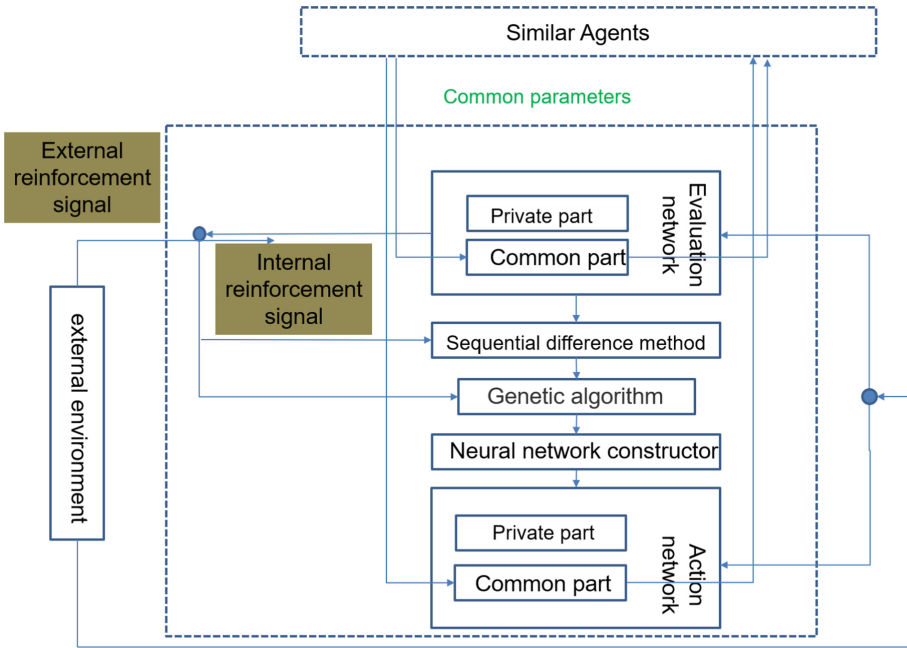 Similar Agents
Common parameters
External
reinforcement
signal
Internal
reinforcement
signal
external environment
Evaluation
network
Private part
Common part
Sequential difference method
Genetic algorithm
Neural network constructor
Action
network
Private part
Common part